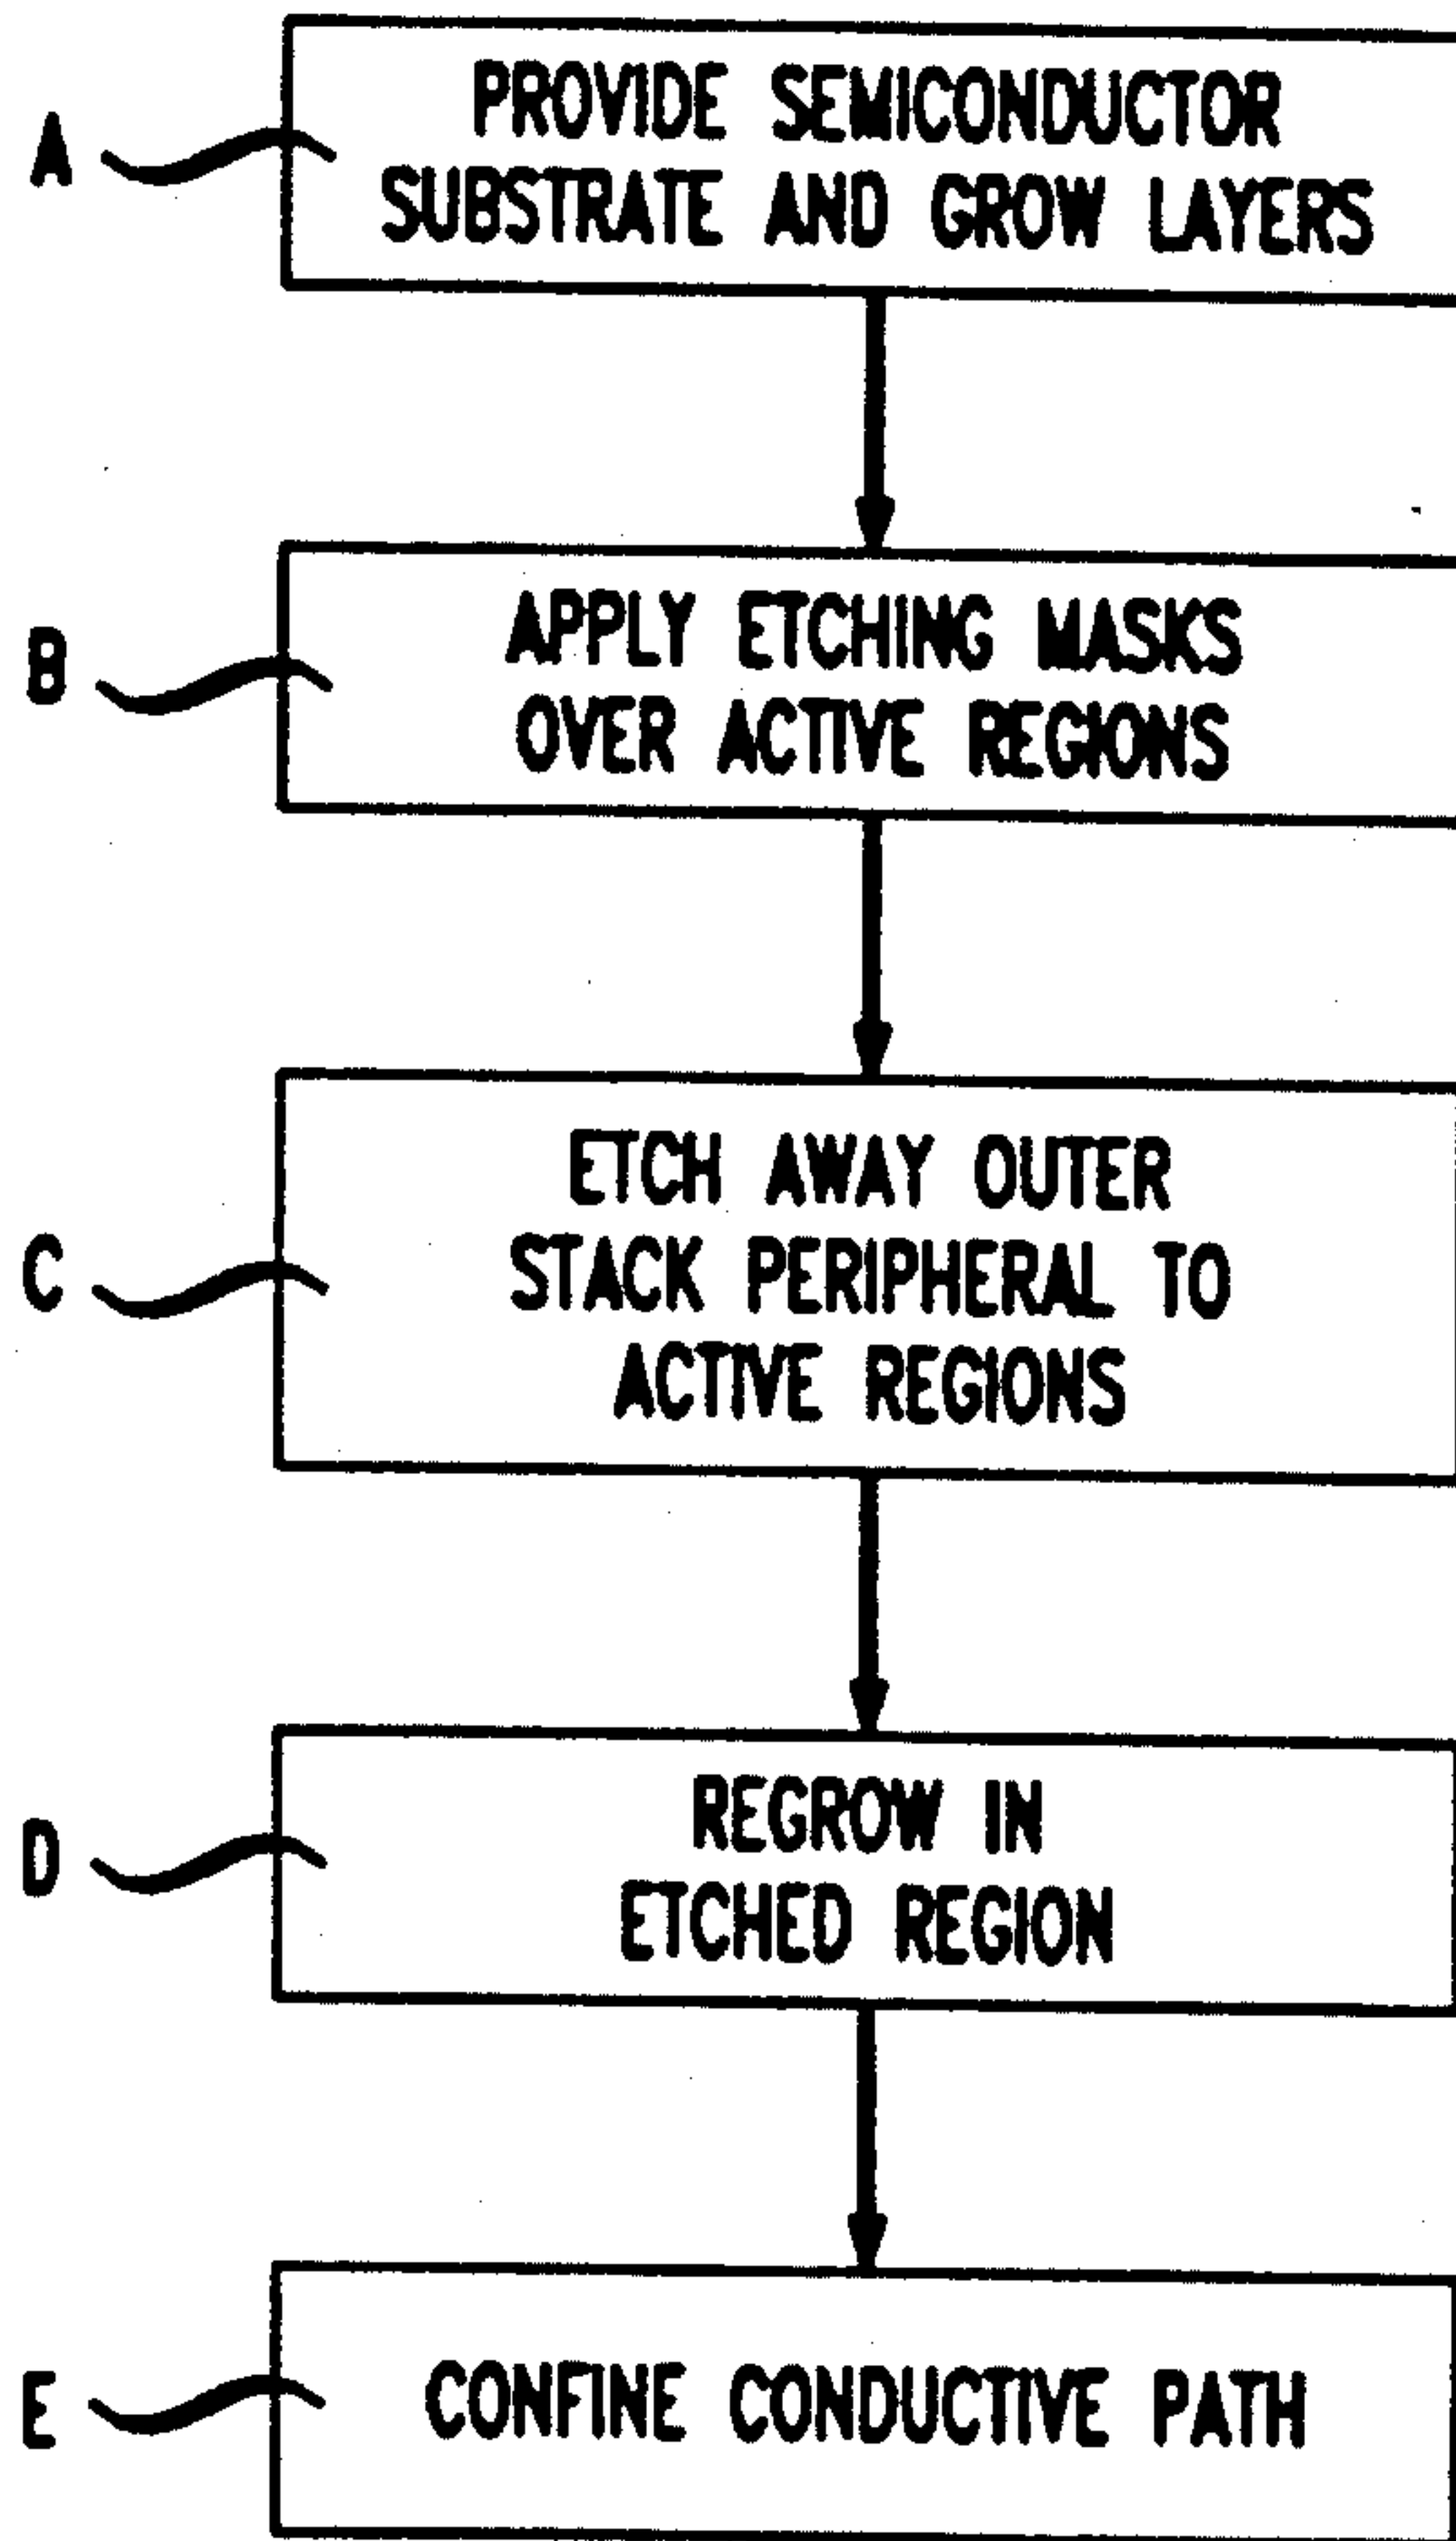 A
PROVIDE SEMICONDUCTOR
SUBSTRATE AND GROW LAYERS
B
APPLY ETCHING MASKS
OVER ACTIVE REGIONS
C
ETCH AWAY OUTER
STACK PERIPHERAL TO
ACTIVE REGIONS
D
REGROW IN
ETCHED REGION
E
CONFINE CONDUCTIVE PATH